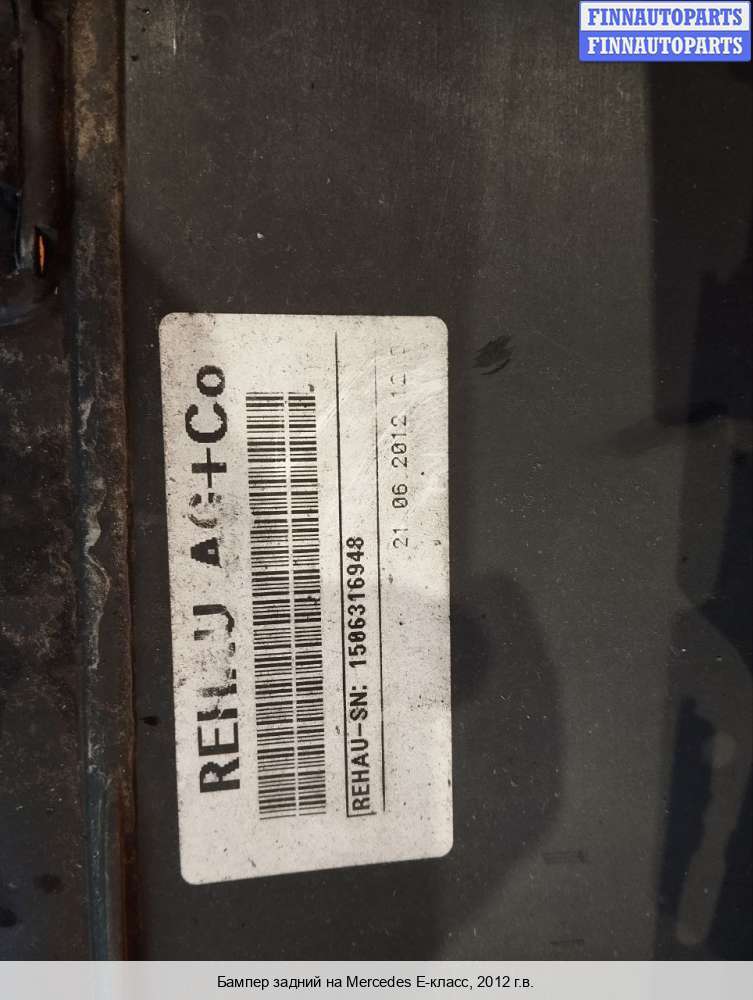 FINNAUTOPARTS
FINNAUTOPARTS
REHAU AG+Co
REHAU-SN: 1506316948
21 06 2012
Бампер задний на Mercedes E-класс, 2012 г.в.